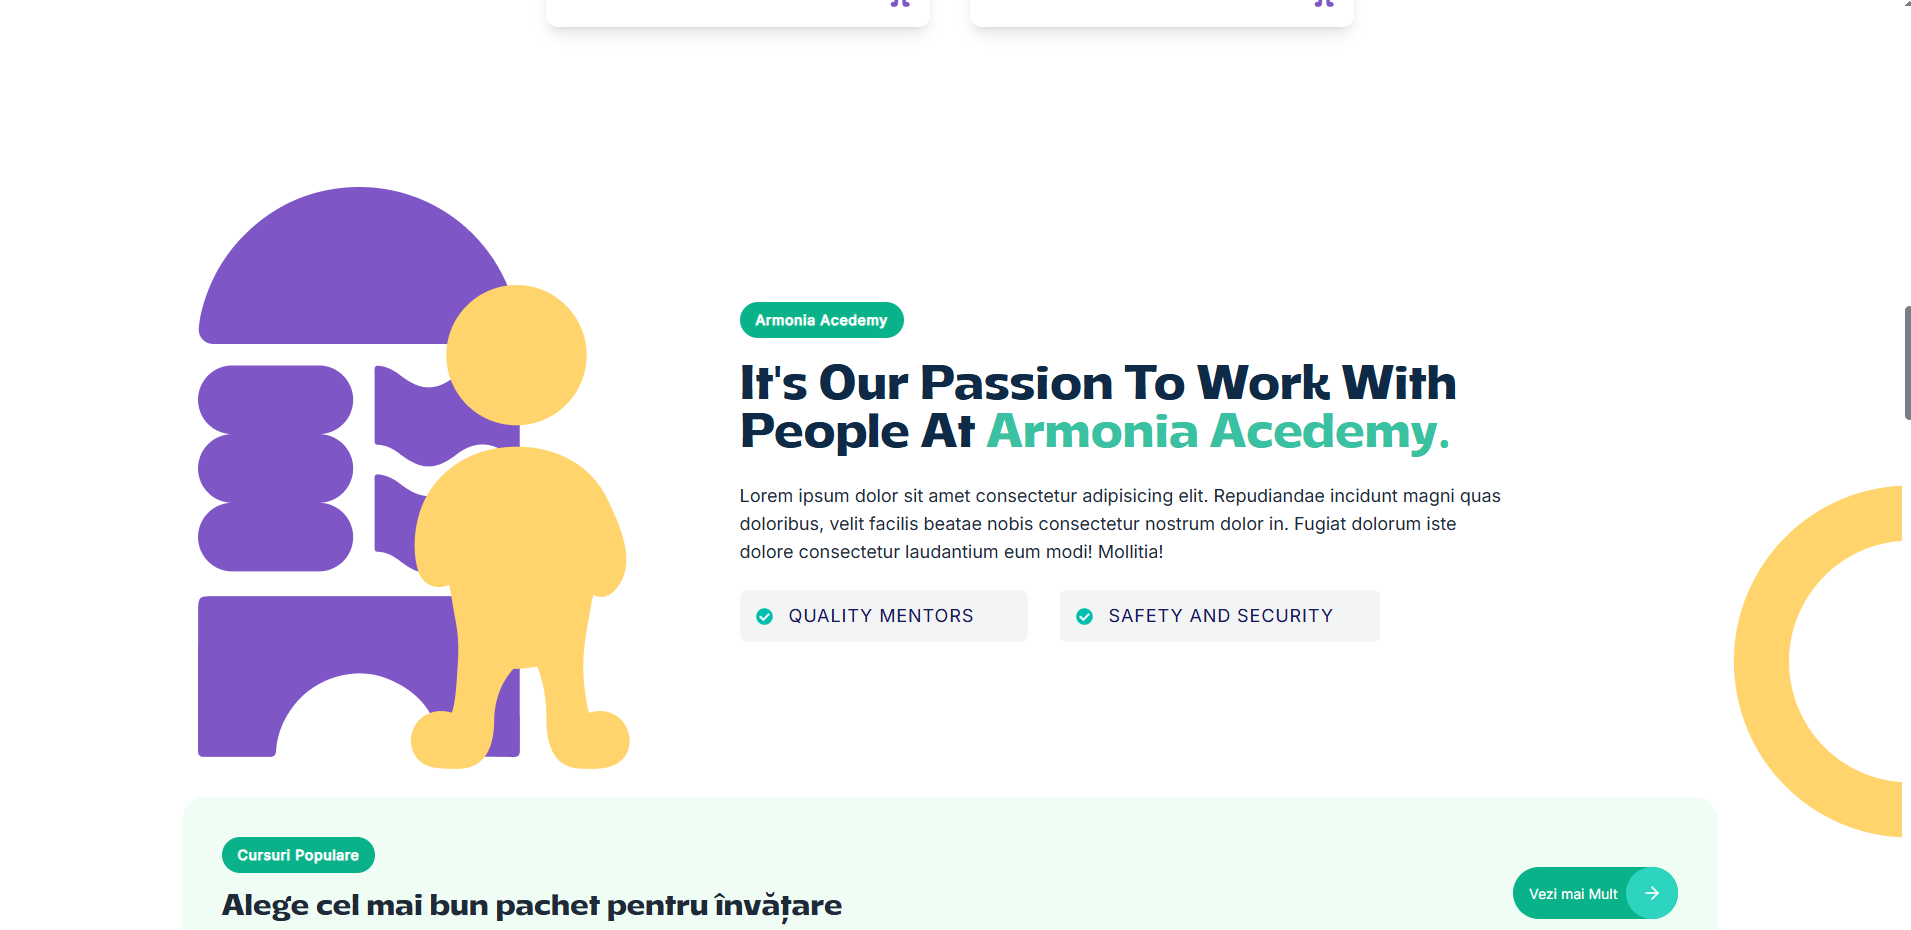 Armonia Acedemy
It's Our Passion To Work With
People At Armonia Acedemy.
Lorem ipsum dolor sit amet consectetur adipisicing elit. Repudiandae incidunt magni quas
doloribus, velit facilis beatae nobis consectetur nostrum dolor in. Fugiat dolorum iste
dolore consectetur laudantium eum modi! Mollitia!
QUALITY MENTORS
SAFETY AND SECURITY
Cursuri Populare
Alege cel mai bun pachet pentru învățare
Vezi mai Mult